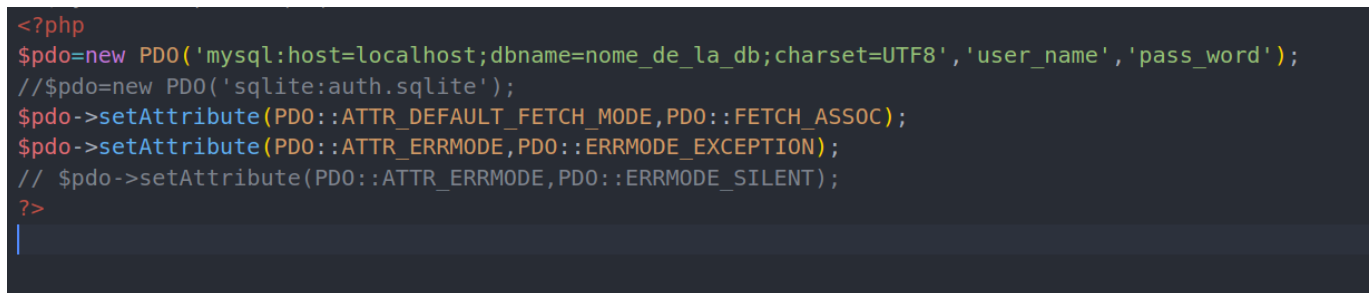 <?php
$pdo=new PDO('mysql:host=localhost;dbname=nome_de_la_db;charset=UTF8','user_name','pass_word');
//$pdo=new PDO('sqlite:auth.sqlite');
$pdo->setAttribute(PDO::ATTR_DEFAULT_FETCH_MODE,PDO::FETCH_ASSOC);
$pdo->setAttribute(PDO::ATTR_ERRMODE,PDO::ERRMODE_EXCEPTION);
// $pdo->setAttribute(PDO::ATTR_ERRMODE,PDO::ERRMODE_SILENT);
?>